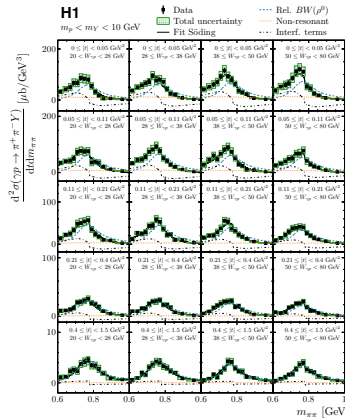 H1
m_p < m_Y < 10 GeV
Data
Total uncertainty
Fit Söding
Rel. BW(ρ⁰)
Non-resonant
Interf. terms
d²σ(γp → π⁺π⁻Y) / dtdm_ππ [μb/GeV³]
200
0 ≤ |t| < 0.05 GeV²
20 < W_γp < 28 GeV
0 ≤ |t| < 0.05 GeV²
28 ≤ W_γp < 38 GeV
0 ≤ |t| < 0.05 GeV²
38 ≤ W_γp < 50 GeV
0 ≤ |t| < 0.05 GeV²
50 ≤ W_γp < 80 GeV
100
0
200
0.05 ≤ |t| < 0.11 GeV²
20 < W_γp < 28 GeV
0.05 ≤ |t| < 0.11 GeV²
28 ≤ W_γp < 38 GeV
0.05 ≤ |t| < 0.11 GeV²
38 ≤ W_γp < 50 GeV
0.05 ≤ |t| < 0.11 GeV²
50 ≤ W_γp < 80 GeV
0
100
0.11 ≤ |t| < 0.21 GeV²
20 < W_γp < 28 GeV
0.11 ≤ |t| < 0.21 GeV²
28 ≤ W_γp < 38 GeV
0.11 ≤ |t| < 0.21 GeV²
38 ≤ W_γp < 50 GeV
0.11 ≤ |t| < 0.21 GeV²
50 ≤ W_γp < 80 GeV
0
100
0.21 ≤ |t| < 0.4 GeV²
20 < W_γp < 28 GeV
0.21 ≤ |t| < 0.4 GeV²
28 ≤ W_γp < 38 GeV
0.21 ≤ |t| < 0.4 GeV²
38 ≤ W_γp < 50 GeV
0.21 ≤ |t| < 0.4 GeV²
50 ≤ W_γp < 80 GeV
0
10
0.4 ≤ |t| < 1.5 GeV²
20 < W_γp < 28 GeV
0.4 ≤ |t| < 1.5 GeV²
28 ≤ W_γp < 38 GeV
0.4 ≤ |t| < 1.5 GeV²
38 ≤ W_γp < 50 GeV
0.4 ≤ |t| < 1.5 GeV²
50 ≤ W_γp < 80 GeV
0
0.6 0.8 0.6 0.8 0.6 0.8 0.6 0.8 1
m_ππ [GeV]